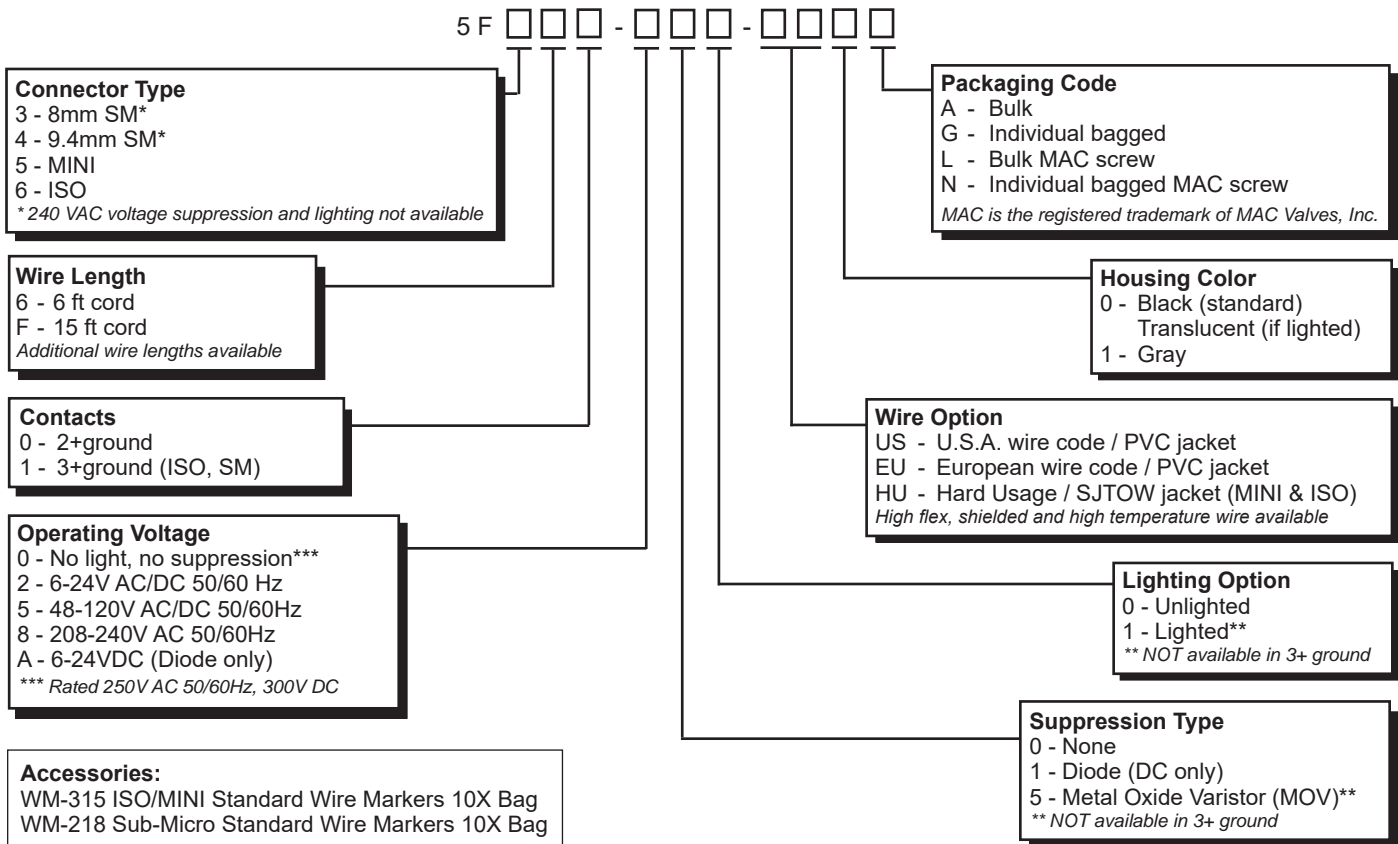 5 F □ □ □ - □ □ □ - □ □ □ □
Connector Type
3 - 8mm SM*
4 - 9.4mm SM*
5 - MINI
6 - ISO
* 240 VAC voltage suppression and lighting not available
Wire Length
6 - 6 ft cord
F - 15 ft cord
Additional wire lengths available
Contacts
0 - 2+ground
1 - 3+ground (ISO, SM)
Operating Voltage
0 - No light, no suppression***
2 - 6-24V AC/DC 50/60 Hz
5 - 48-120V AC/DC 50/60Hz
8 - 208-240V AC 50/60Hz
A - 6-24VDC (Diode only)
*** Rated 250V AC 50/60Hz, 300V DC
Accessories:
WM-315 ISO/MINI Standard Wire Markers 10X Bag
WM-218 Sub-Micro Standard Wire Markers 10X Bag
Packaging Code
A - Bulk
G - Individual bagged
L - Bulk MAC screw
N - Individual bagged MAC screw
MAC is the registered trademark of MAC Valves, Inc.
Housing Color
0 - Black (standard)
Translucent (if lighted)
1 - Gray
Wire Option
US - U.S.A. wire code / PVC jacket
EU - European wire code / PVC jacket
HU - Hard Usage / SJTOW jacket (MINI & ISO)
High flex, shielded and high temperature wire available
Lighting Option
0 - Unlighted
1 - Lighted**
** NOT available in 3+ ground
Suppression Type
0 - None
1 - Diode (DC only)
5 - Metal Oxide Varistor (MOV)**
** NOT available in 3+ ground